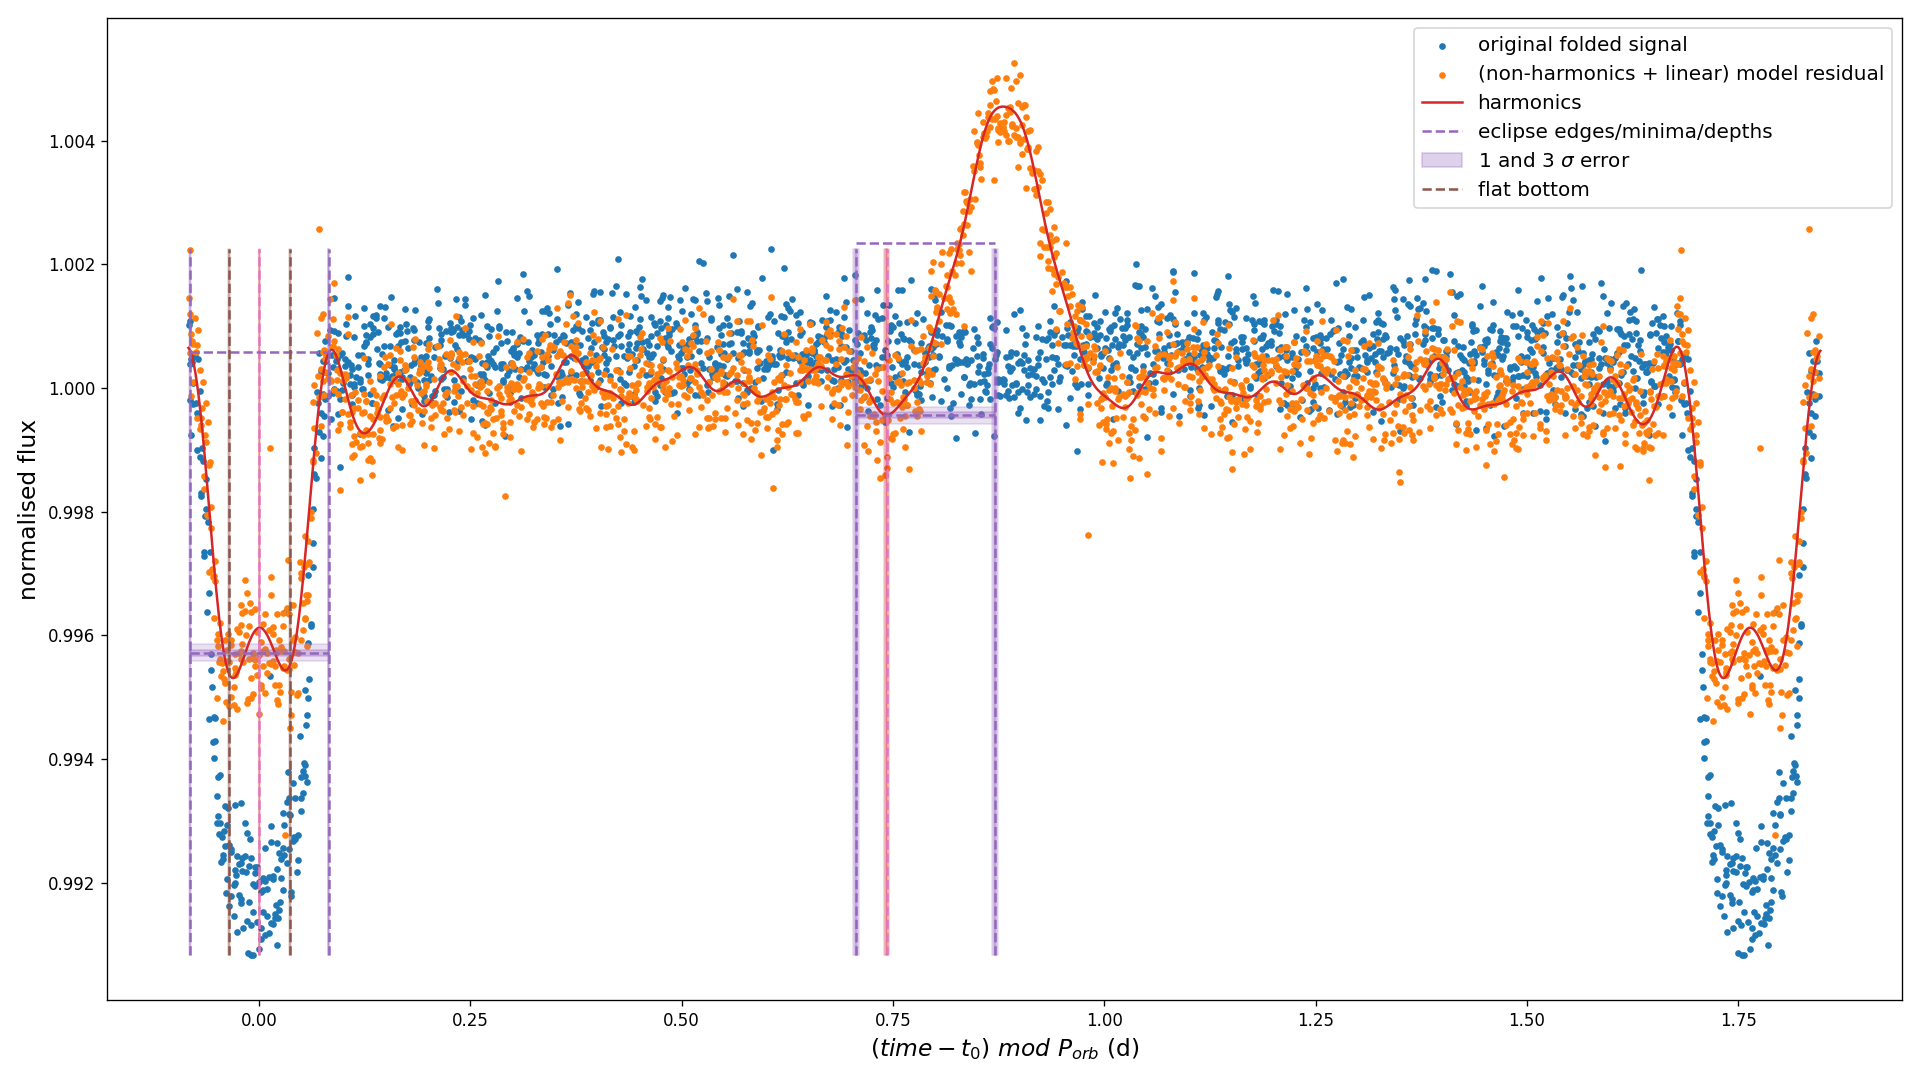 original folded signal
(non-harmonics + linear) model residual
harmonics
eclipse edges/minima/depths
1 and 3 σ error
flat bottom
normalised flux
1.004
1.002
1.000
0.998
0.996
0.994
0.992
0.00 0.25 0.50 0.75 1.00 1.25 1.50 1.75
(time − t₀) mod P_orb (d)